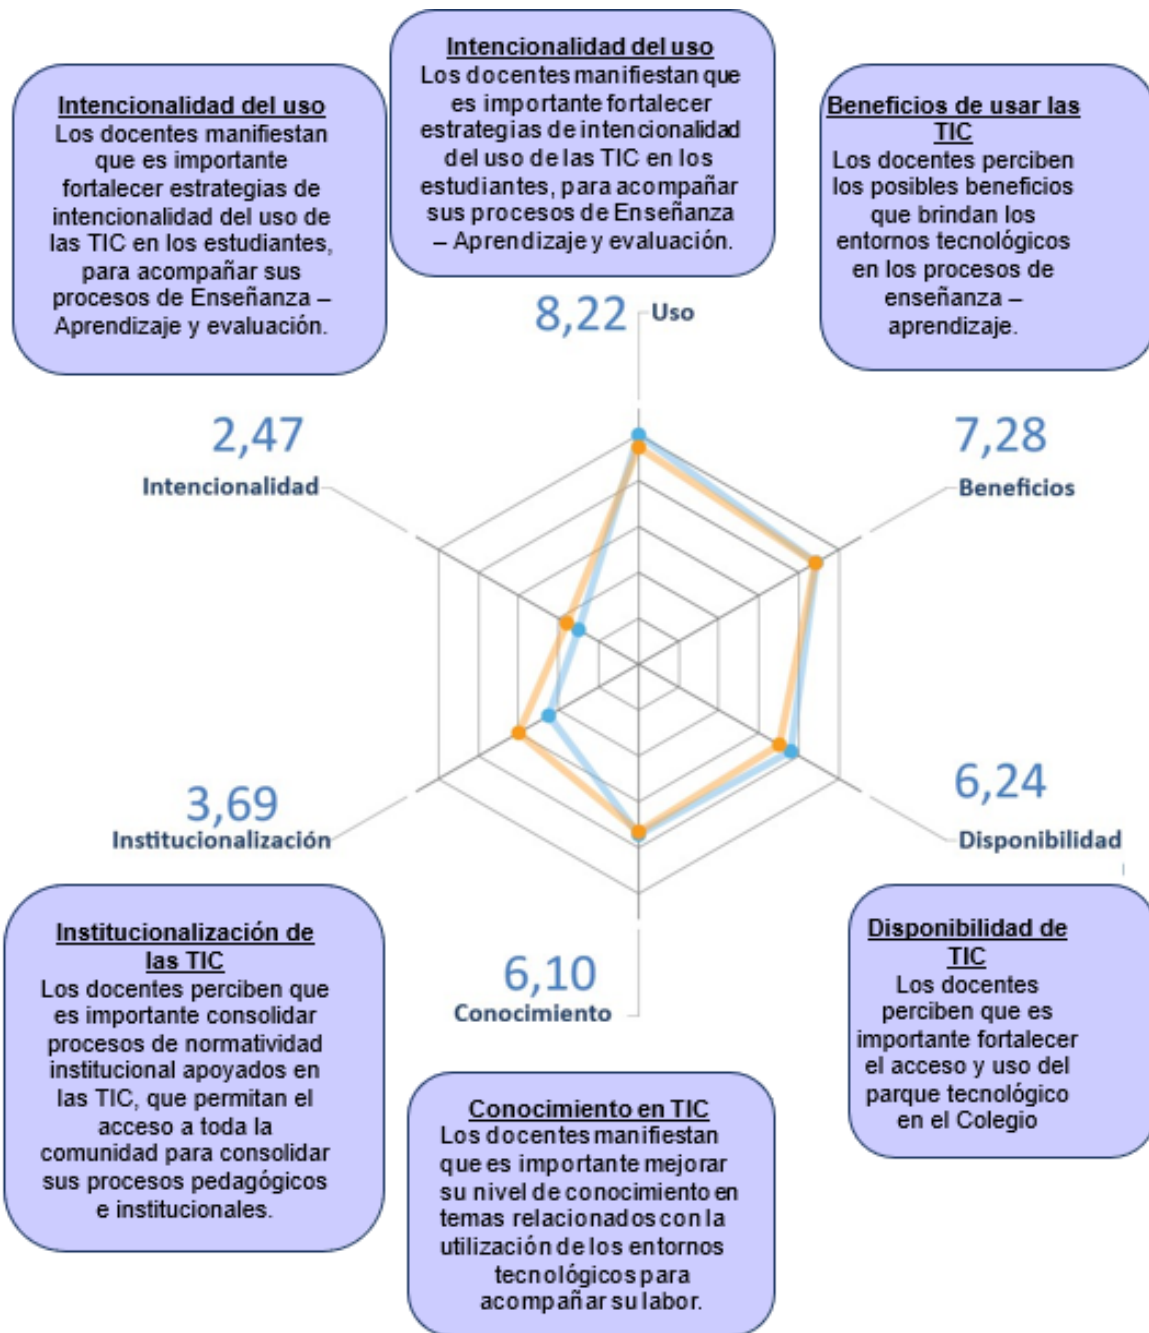 Intencionalidad del uso
Los docentes manifiestan
que es importante
fortalecer estrategias de
intencionalidad del uso de
las TIC en los estudiantes,
para acompañar sus
procesos de Enseñanza –
Aprendizaje y evaluación.
Intencionalidad del uso
Los docentes manifiestan que
es importante fortalecer
estrategias de intencionalidad
del uso de las TIC en los
estudiantes, para acompañar
sus procesos de Enseñanza
– Aprendizaje y evaluación.
Beneficios de usar las
TIC
Los docentes perciben
los posibles beneficios
que brindan los
entornos tecnológicos
en los procesos de
enseñanza –
aprendizaje.
8,22
Uso
2,47
Intencionalidad
7,28
Beneficios
3,69
Institucionalización
6,24
Disponibilidad
6,10
Conocimiento
Institucionalización de
las TIC
Los docentes perciben que
es importante consolidar
procesos de normatividad
institucional apoyados en
las TIC, que permitan el
acceso a toda la
comunidad para consolidar
sus procesos pedagógicos
e institucionales.
Conocimiento en TIC
Los docentes manifiestan
que es importante mejorar
su nivel de conocimiento en
temas relacionados con la
utilización de los entornos
tecnológicos para
acompañar su labor.
Disponibilidad de
TIC
Los docentes
perciben que es
importante fortalecer
el acceso y uso del
parque tecnológico
en el Colegio